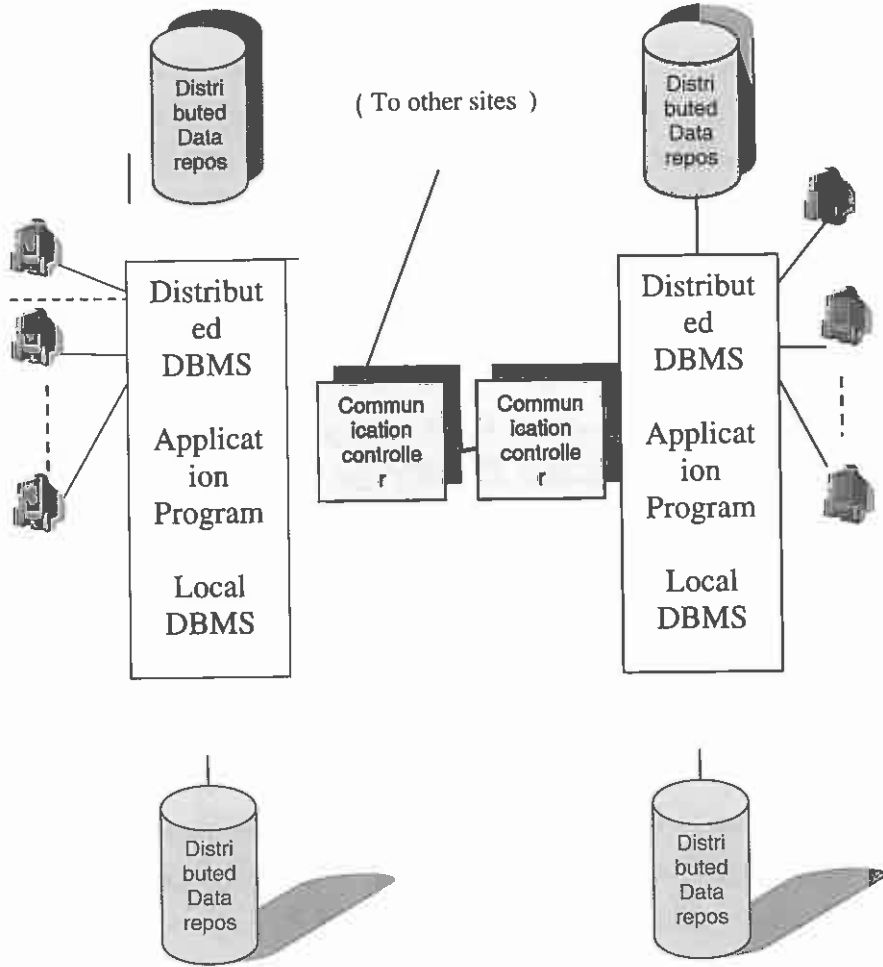 Distri
buted
Data
repos
( To other sites )
Distri
buted
Data
repos
Distribut
ed
DBMS
Applicat
ion
Program
Local
DBMS
Commun
ication
controlle
r
Commun
ication
controlle
r
Distribut
ed
DBMS
Applicat
ion
Program
Local
DBMS
Distri
buted
Data
repos
Distri
buted
Data
repos